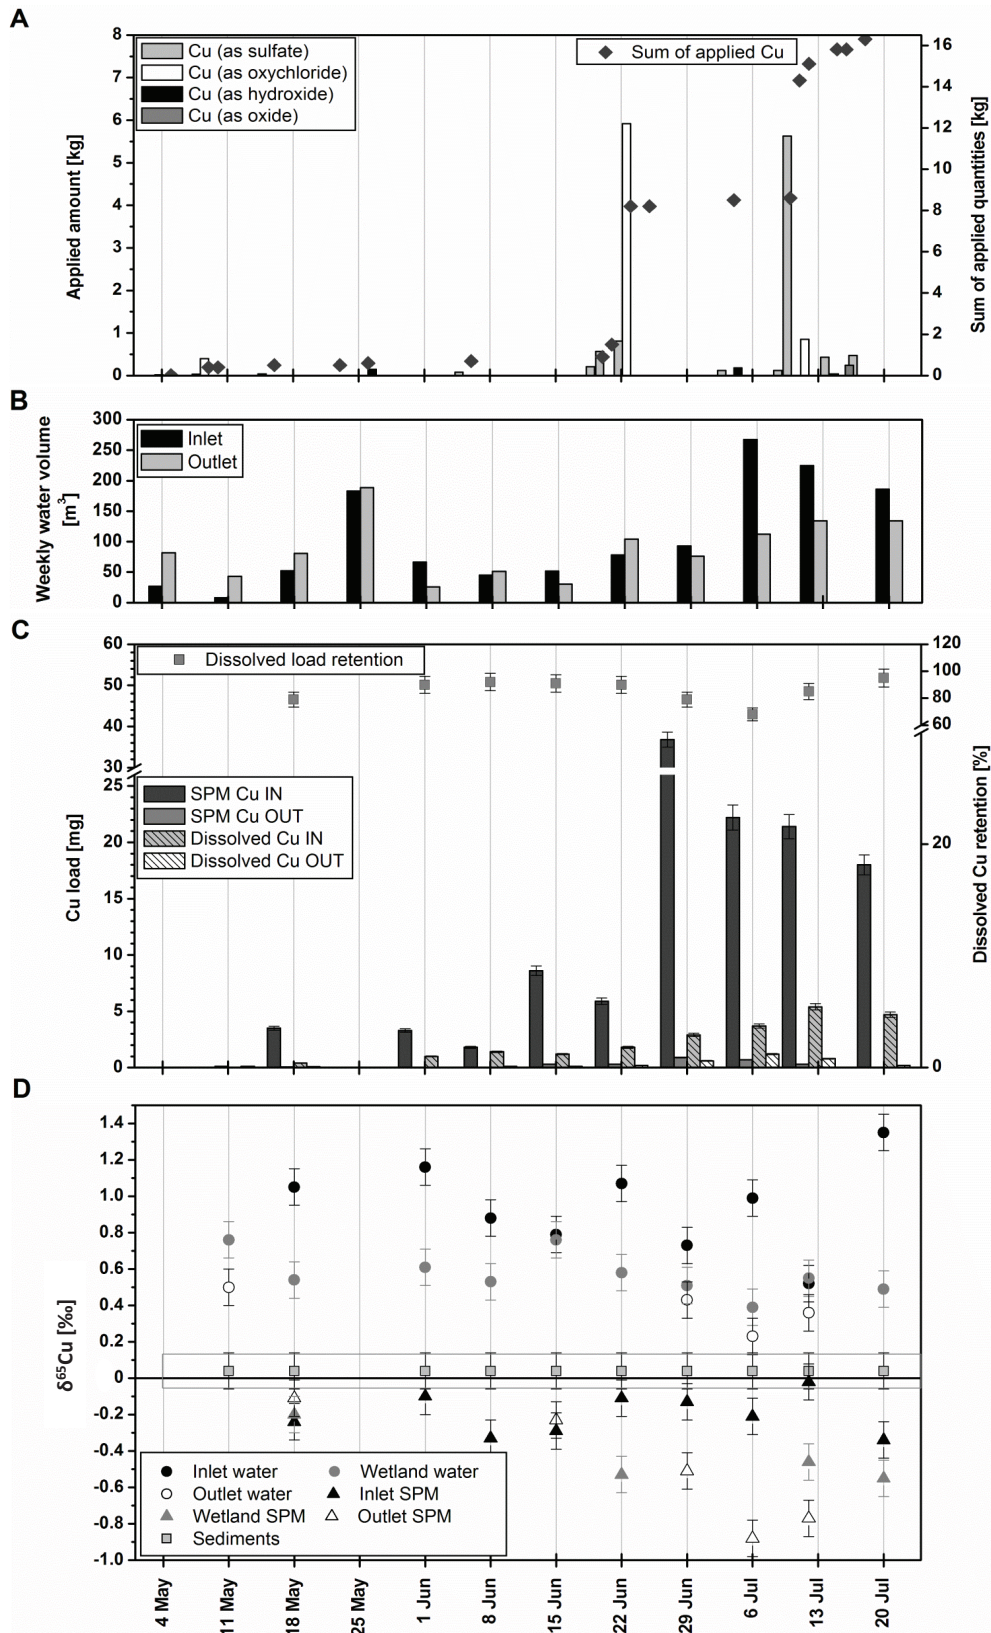 A
8
7
6
5
4
3
2
1
0
Applied amount [kg]
Cu (as sulfate)
Cu (as oxychloride)
Cu (as hydroxide)
Cu (as oxide)
Sum of applied Cu
16
14
12
10
8
6
4
2
0
Sum of applied quantities [kg]
B
300
250
200
150
100
50
0
Weekly water volume
[m³]
Inlet
Outlet
C
60
50
40
30
25
20
15
10
5
0
Cu load [mg]
Dissolved load retention
SPM Cu IN
SPM Cu OUT
Dissolved Cu IN
Dissolved Cu OUT
120
100
80
60
20
0
Dissolved Cu retention [%]
D
1.4
1.2
1.0
0.8
0.6
0.4
0.2
0
-0.2
-0.4
-0.6
-0.8
-1.0
δ⁶⁵Cu [‰]
Inlet water
Wetland water
Outlet water
Inlet SPM
Wetland SPM
Outlet SPM
Sediments
4 May
11 May
18 May
25 May
1 Jun
8 Jun
15 Jun
22 Jun
29 Jun
6 Jul
13 Jul
20 Jul